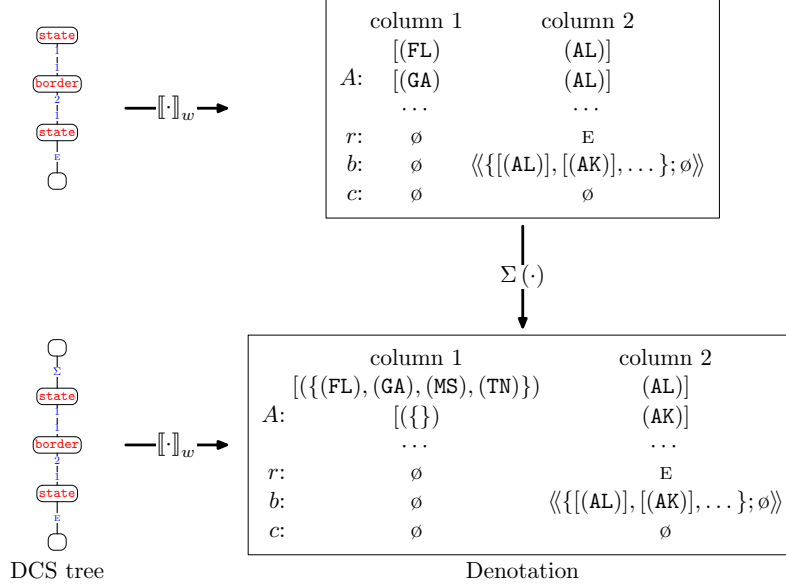 column 1 column 2
[(FL) (AL)]
A: [(GA) (AL)]
... ...
r: ø E
b: ø ⟪{[(AL)], [(AK)], ... }; ø⟫
c: ø ø
state
1
1
border
2
1
state
E
⟦·⟧w
Σ (·)
column 1 column 2
[({(FL), (GA), (MS), (TN)}) (AL)]
A: [({}) (AK)]
... ...
r: ø E
b: ø ⟪{[(AL)], [(AK)], ... }; ø⟫
c: ø ø
Σ
state
1
1
border
2
1
state
E
⟦·⟧w
DCS tree Denotation